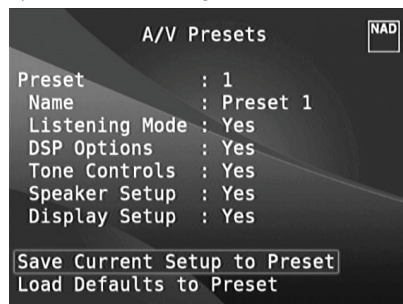 A/V Presets
NAD
Preset : 1
Name : Preset 1
Listening Mode : Yes
DSP Options : Yes
Tone Controls : Yes
Speaker Setup : Yes
Display Setup : Yes
Save Current Setup to Preset
Load Defaults to Preset